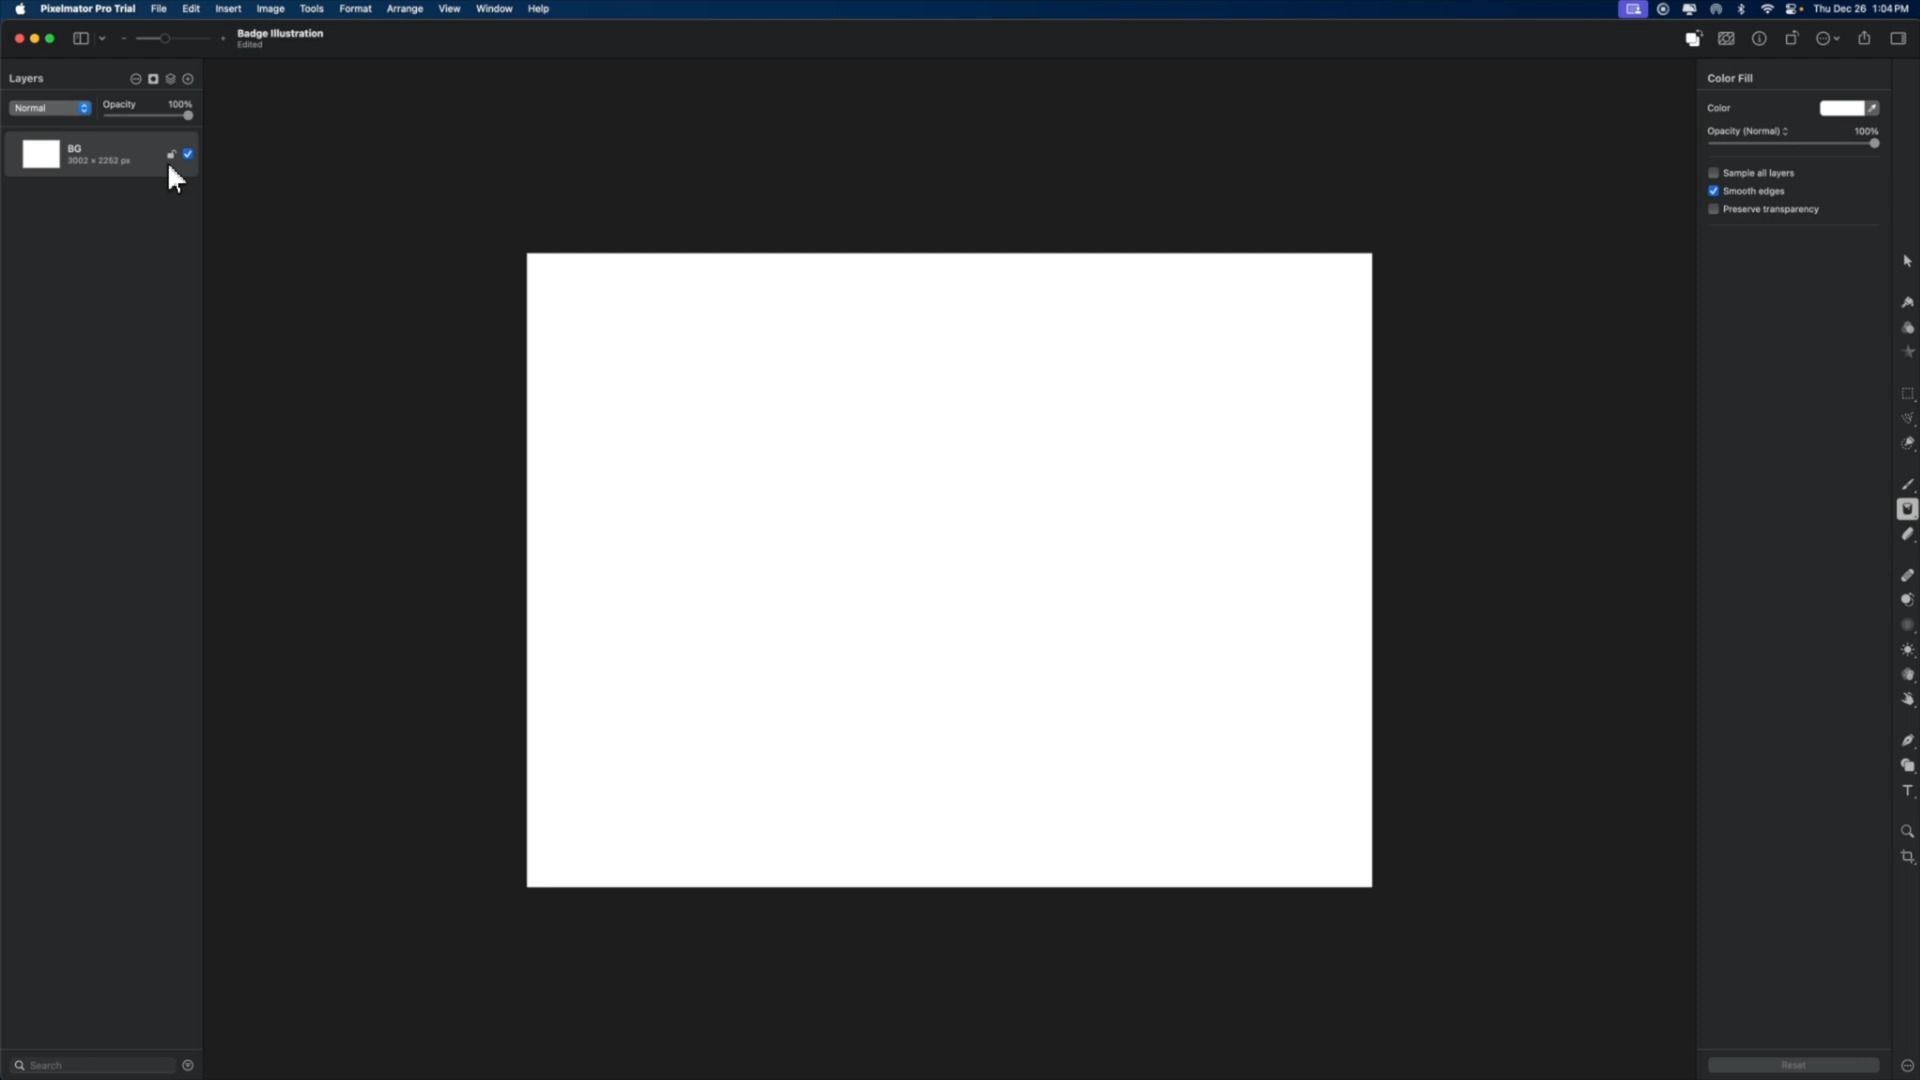 Pixelmator Pro Trial File Edit Insert Image Tools Format Arrange View Window Help Thu Dec 26 1:04 PM
Badge Illustration
Edited
Layers
Normal Opacity 100%
BG
3002 × 2252 px
Search
Color Fill
Color
Opacity (Normal) 100%
Sample all layers
Smooth edges
Preserve transparency
T
Reset